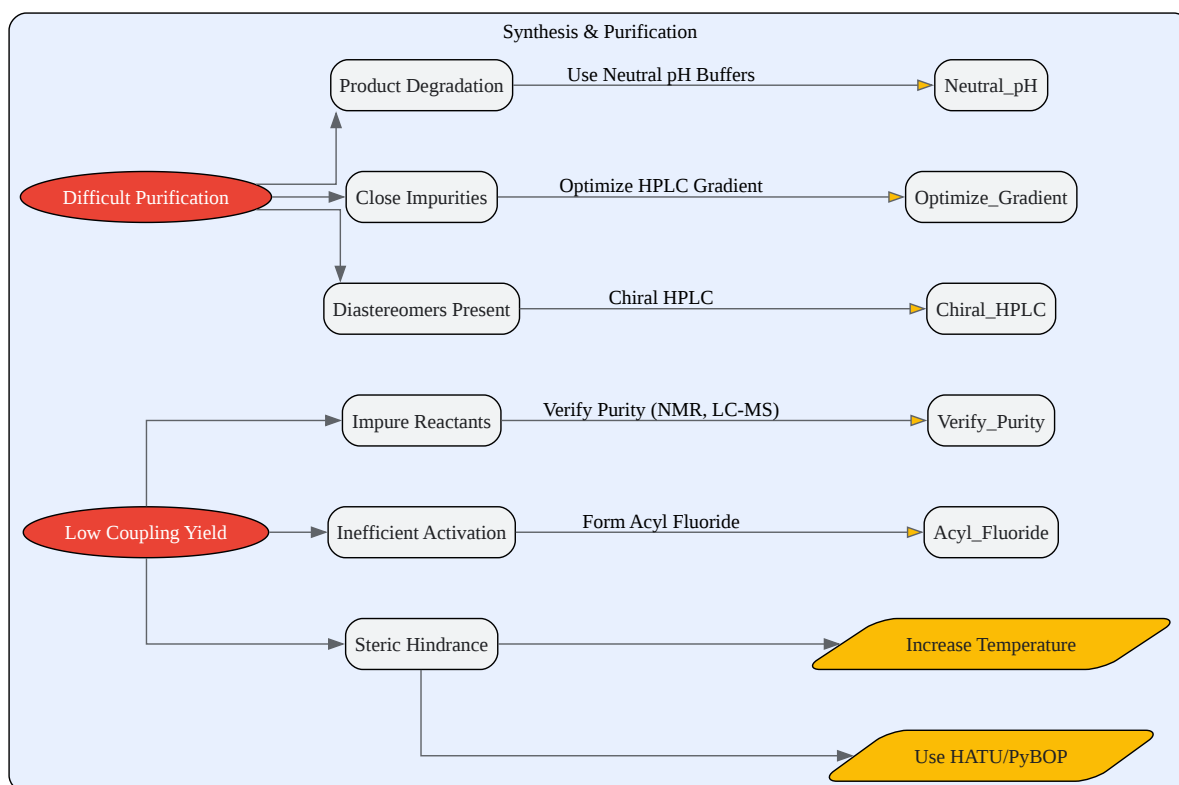 Synthesis & Purification
Product Degradation
Use Neutral pH Buffers
Neutral_pH
Difficult Purification
Close Impurities
Optimize HPLC Gradient
Optimize_Gradient
Diastereomers Present
Chiral HPLC
Chiral_HPLC
Impure Reactants
Verify Purity (NMR, LC-MS)
Verify_Purity
Low Coupling Yield
Inefficient Activation
Form Acyl Fluoride
Acyl_Fluoride
Steric Hindrance
Increase Temperature
Use HATU/PyBOP